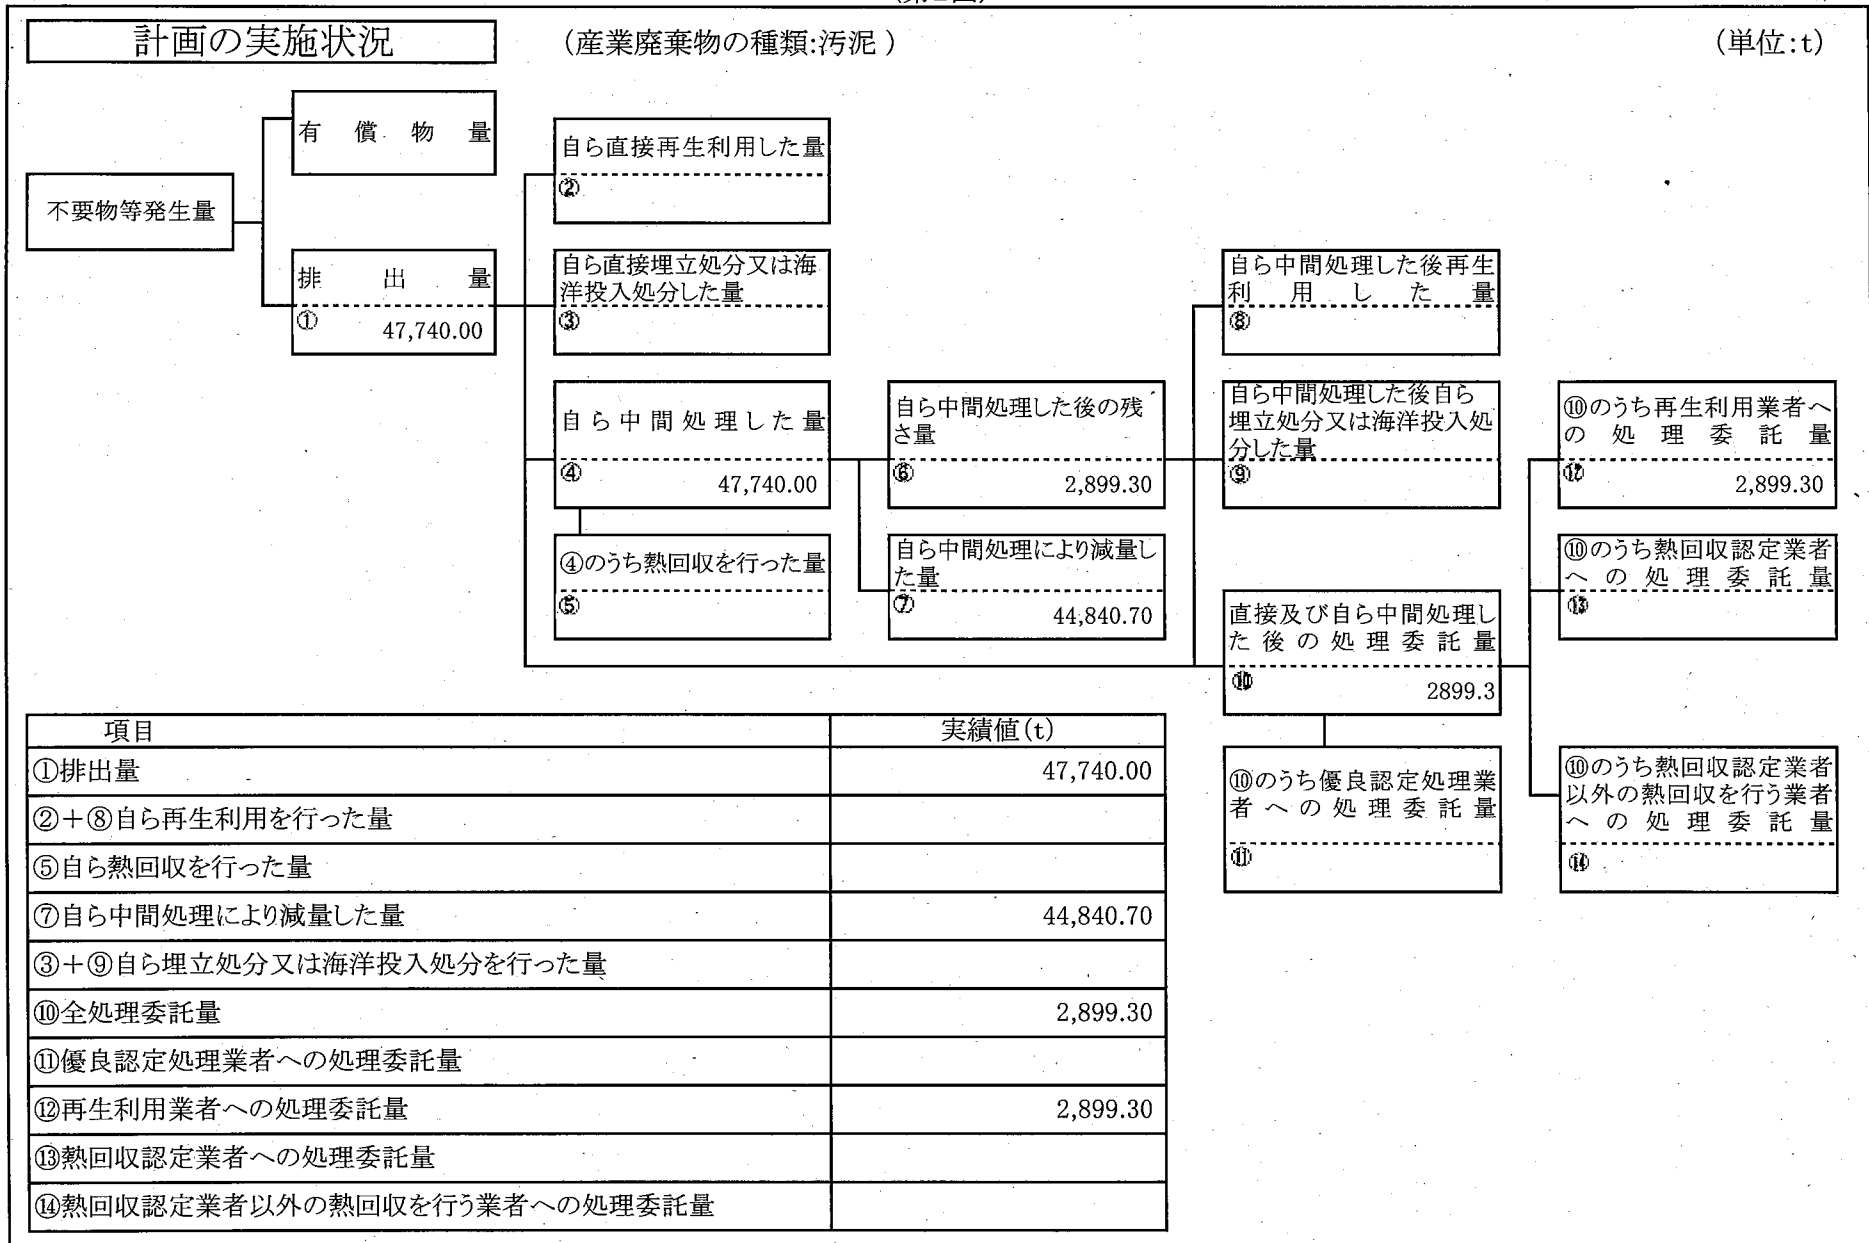 計画の実施状況
(産業廃棄物の種類:汚泥 )
(単位:t)
有償物量
不要物等発生量
排出量
① 47,740.00
自ら直接再生利用した量
②
自ら直接埋立処分又は海
洋投入処分した量
③
自ら中間処理した量
④ 47,740.00
④のうち熱回収を行った量
⑤
自ら中間処理した後の残
さ量
⑥ 2,899.30
自ら中間処理により減量し
た量
⑦ 44,840.70
自ら中間処理した後再生
利用した量
⑧
自ら中間処理した後自ら
埋立処分又は海洋投入処
分した量
⑨
直接及び自ら中間処理し
た後の処理委託量
⑩ 2899.3
⑩のうち優良認定処理業
者への処理委託量
⑪
⑩のうち再生利用業者へ
の処理委託量
⑫ 2,899.30
⑩のうち熱回収認定業者
への処理委託量
⑬
⑩のうち熱回収認定業者
以外の熱回収を行う業者
への処理委託量
⑭
項目 実績値(t)
①排出量 47,740.00
②+⑧自ら再生利用を行った量
⑤自ら熱回収を行った量
⑦自ら中間処理により減量した量 44,840.70
③+⑨自ら埋立処分又は海洋投入処分を行った量
⑩全処理委託量 2,899.30
⑪優良認定処理業者への処理委託量
⑫再生利用業者への処理委託量 2,899.30
⑬熱回収認定業者への処理委託量
⑭熱回収認定業者以外の熱回収を行う業者への処理委託量